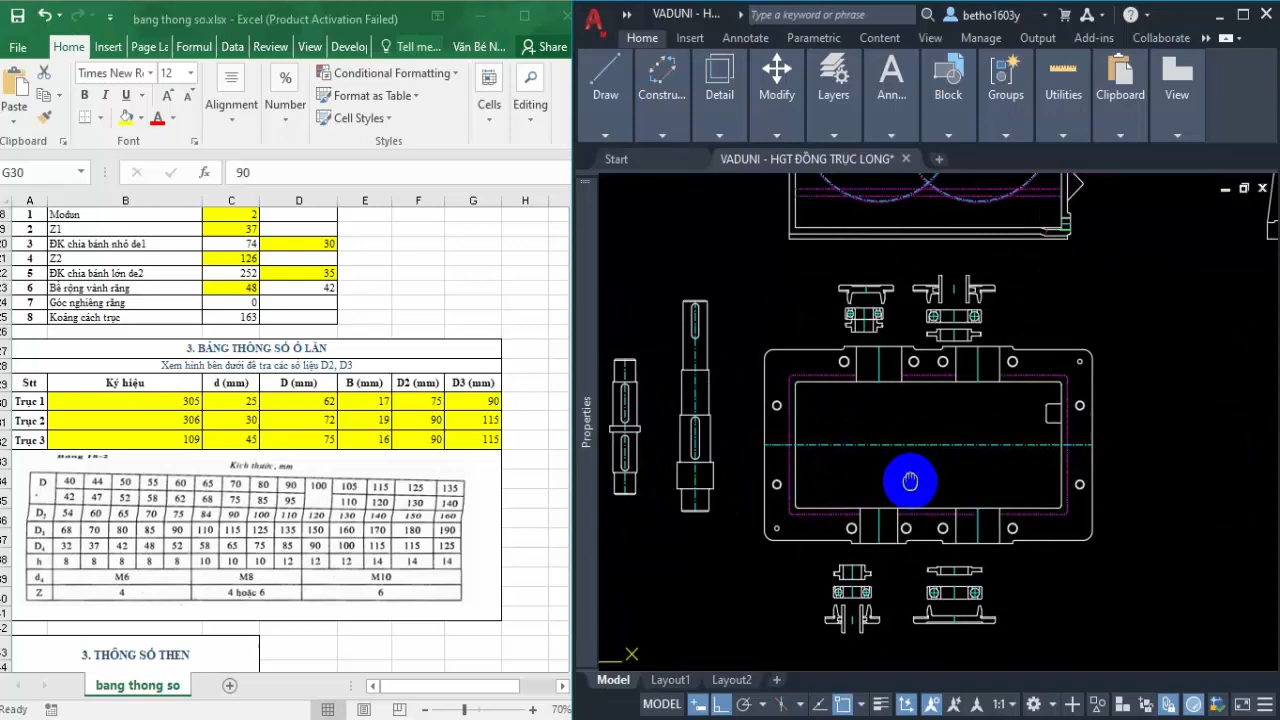 bang thong so.xlsx - Excel (Product Activation Failed)
File Home Insert Page La Formul Data Review View Develo Tell me... Văn Bé N... Share
Times New R 12
Paste B I U A A A
Alignment Number % Cells Editing
Conditional Formatting
Format as Table
Cell Styles
Clipboard Font Styles
G30 fx 90
A C D E F G H
1 Modun 2
2 Z1 37
3 ĐK chia bánh nhỏ de1 74 30
4 Z2 126
5 ĐK chia bánh lớn de2 252 35
6 Bề rộng vành răng 48 42
7 Góc nghiêng răng 0
8 Koảng cách trục 163
3. BẢNG THÔNG SỐ Ổ LĂN
Xem hình bên dưới để tra các số liệu D2, D3
Stt Ký hiệu d (mm) D (mm) B (mm) D2 (mm) D3 (mm)
Trục 1 305 25 62 17 75 90
Trục 2 306 30 72 19 90 115
Trục 3 109 45 75 16 90 115
Kích thước, mm
D 40 44 50 55 60 65 70 80 90 100 105 115 125 135
42 47 52 58 62 68 75 85 95 110 120 130 140
D₂ 54 60 65 70 75 84 90 100 110 120 130 140 150 160
D₃ 68 70 80 85 90 110 115 125 135 150 160 170 180 190
D₄ 32 37 42 48 52 58 65 75 85 90 100 115 115 125
h 8 8 8 8 8 10 10 10 12 12 12 14 14 14
d₄ M6 M8 M10
Z 4 4 hoặc 6 6
3. THÔNG SỐ THEN
bang thong so
Ready
70%
VADUNI - H... Type a keyword or phrase betho1603y
Home Insert Annotate Parametric Content View Manage Output Add-ins Collaborate
Draw Constru... Detail Modify Layers Ann... Block Groups Utilities Clipboard View
Start VADUNI - HGT ĐỒNG TRỤC LONG*
Properties
Model Layout1 Layout2
MODEL 1:1